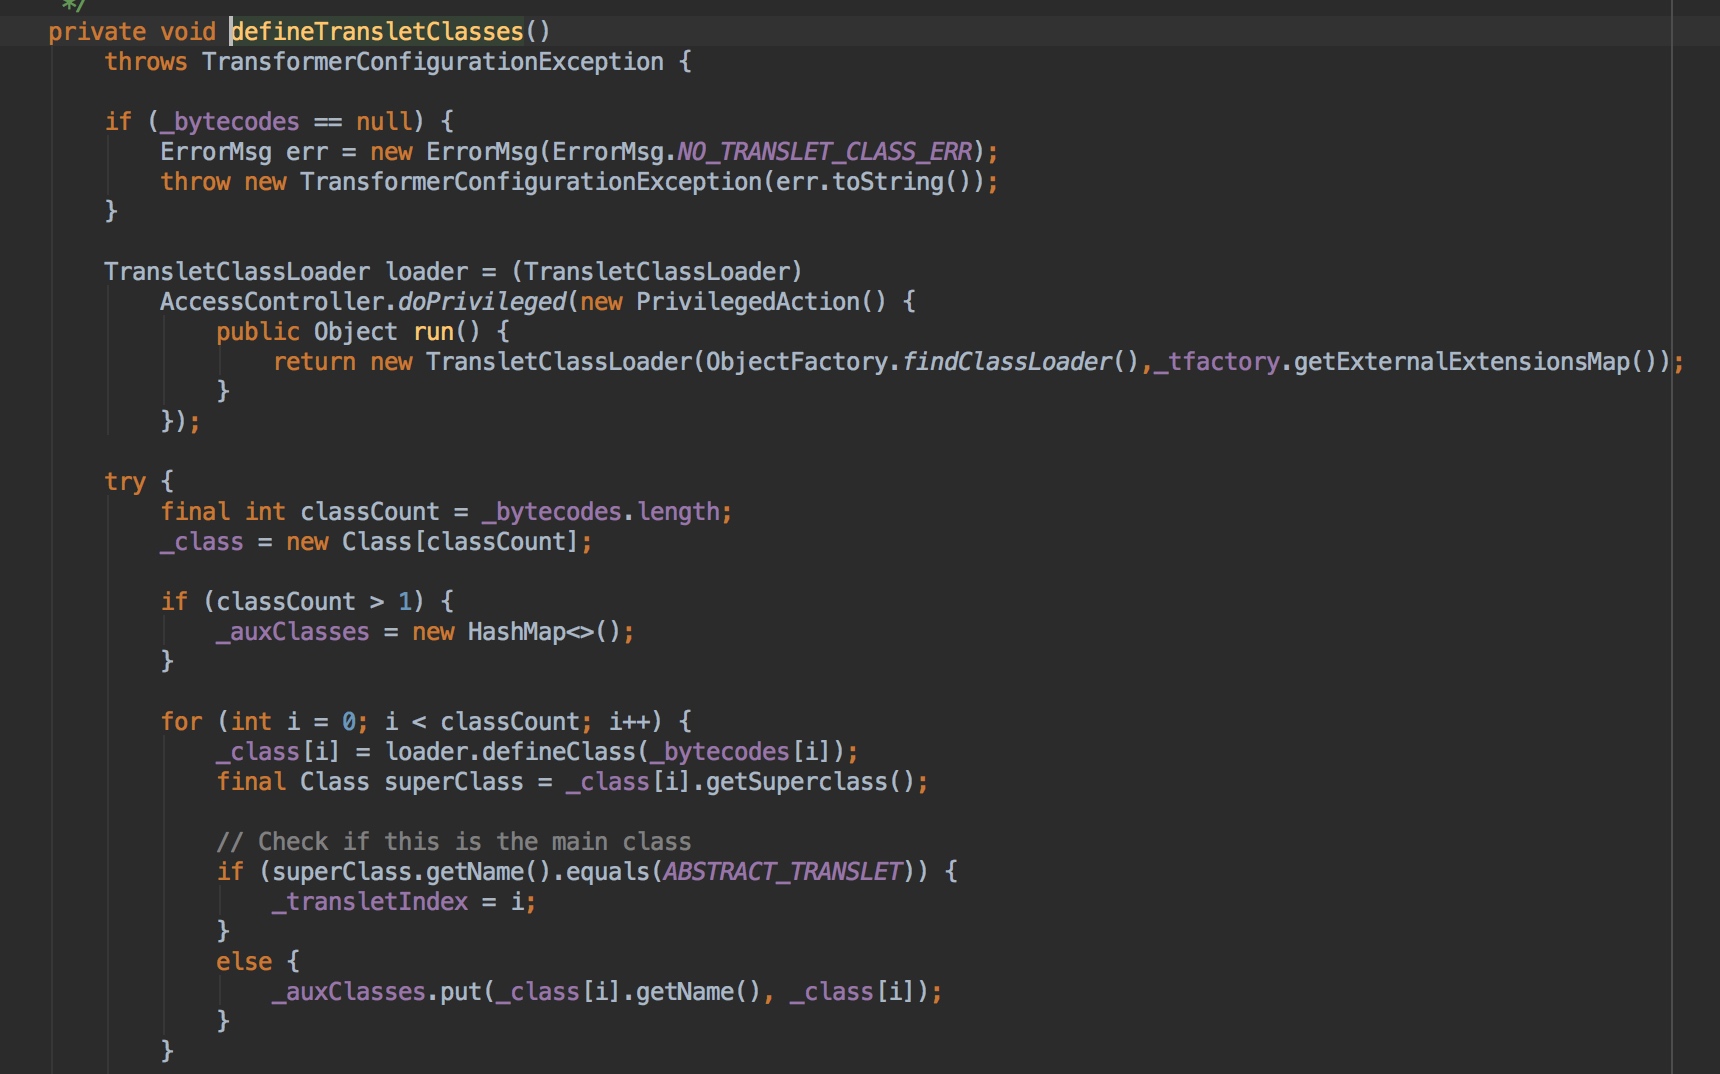 */
private void defineTransletClasses()
throws TransformerConfigurationException {
if (_bytecodes == null) {
ErrorMsg err = new ErrorMsg(ErrorMsg.NO_TRANSLET_CLASS_ERR);
throw new TransformerConfigurationException(err.toString());
}
TransletClassLoader loader = (TransletClassLoader)
AccessController.doPrivileged(new PrivilegedAction() {
public Object run() {
return new TransletClassLoader(ObjectFactory.findClassLoader(),_tfactory.getExternalExtensionsMap());
}
});
try {
final int classCount = _bytecodes.length;
_class = new Class[classCount];
if (classCount > 1) {
_auxClasses = new HashMap<>();
}
for (int i = 0; i < classCount; i++) {
_class[i] = loader.defineClass(_bytecodes[i]);
final Class superClass = _class[i].getSuperclass();
// Check if this is the main class
if (superClass.getName().equals(ABSTRACT_TRANSLET)) {
_transletIndex = i;
}
else {
_auxClasses.put(_class[i].getName(), _class[i]);
}
}